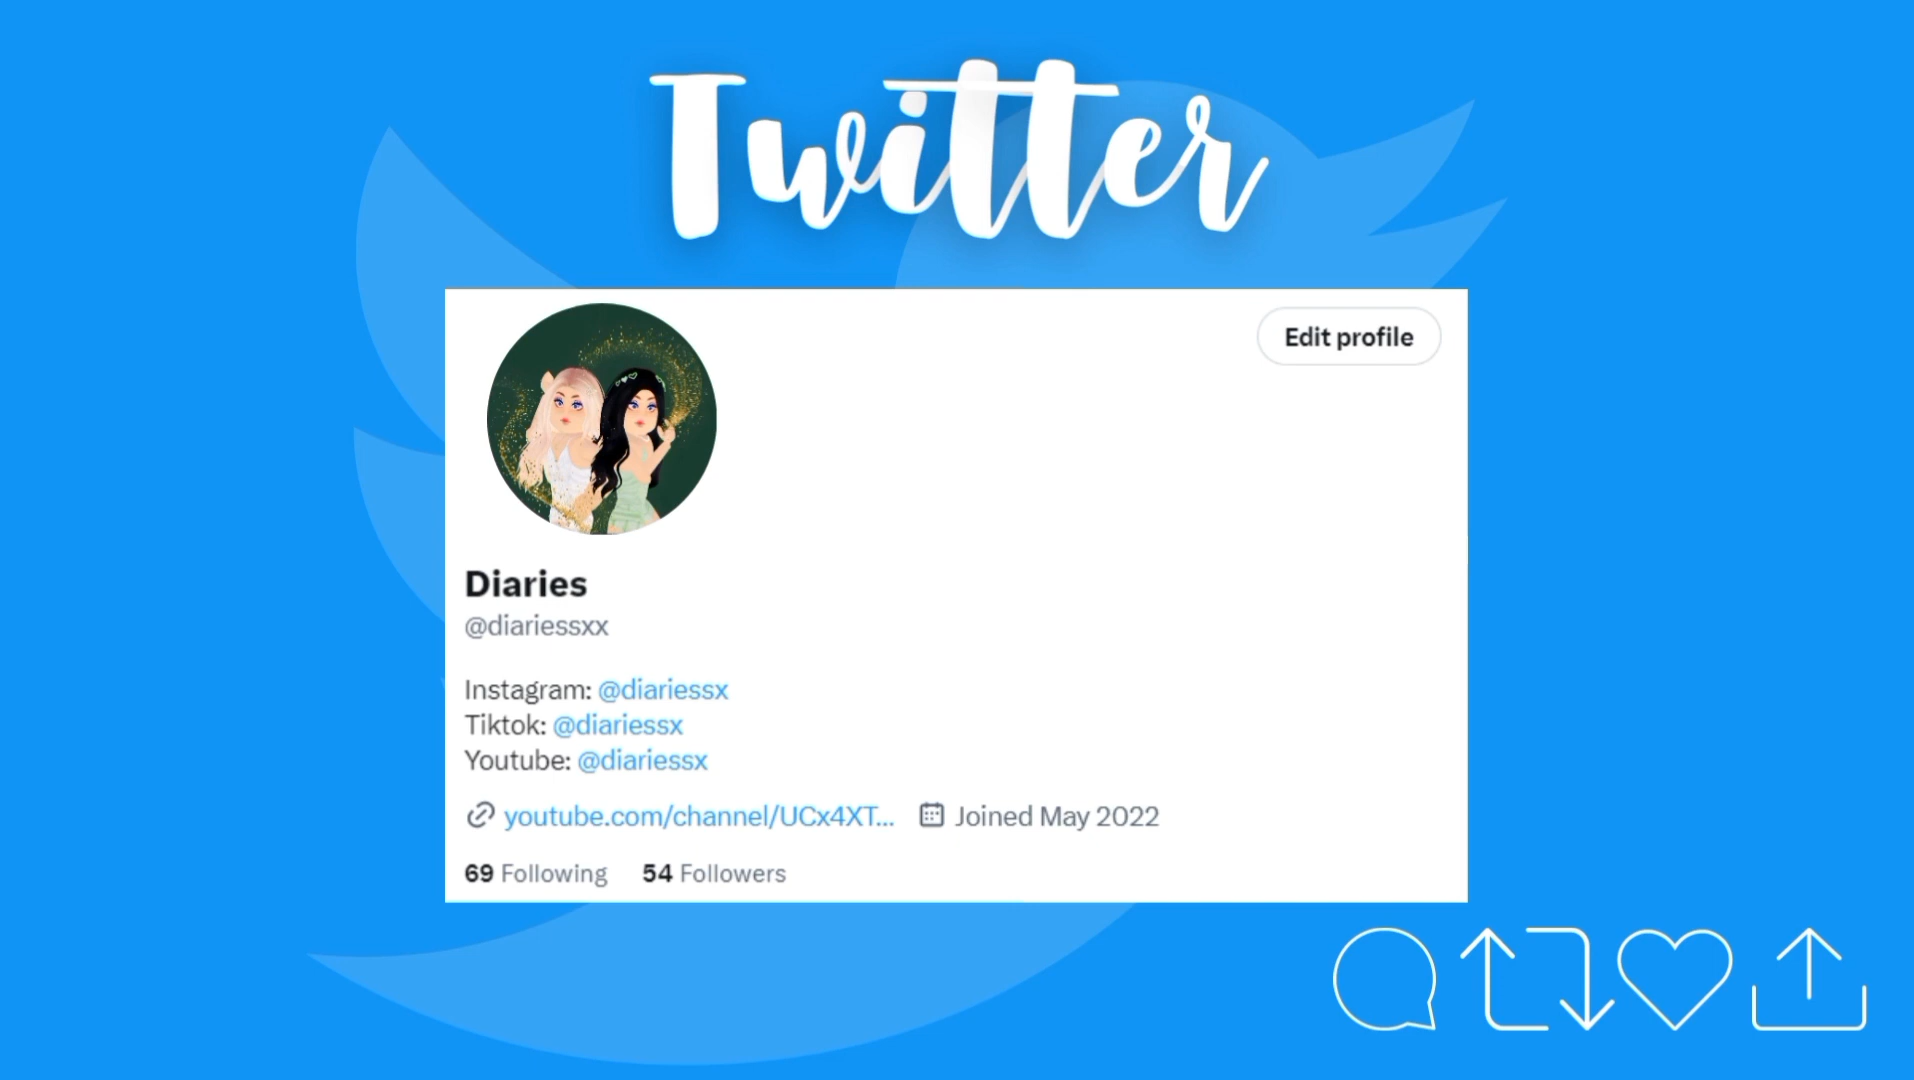 Twitter
Edit profile
Diaries
@diariessxx
Instagram: @diariessx
Tiktok: @diariessx
Youtube: @diariessx
youtube.com/channel/UCx4XT... Joined May 2022
69 Following 54 Followers